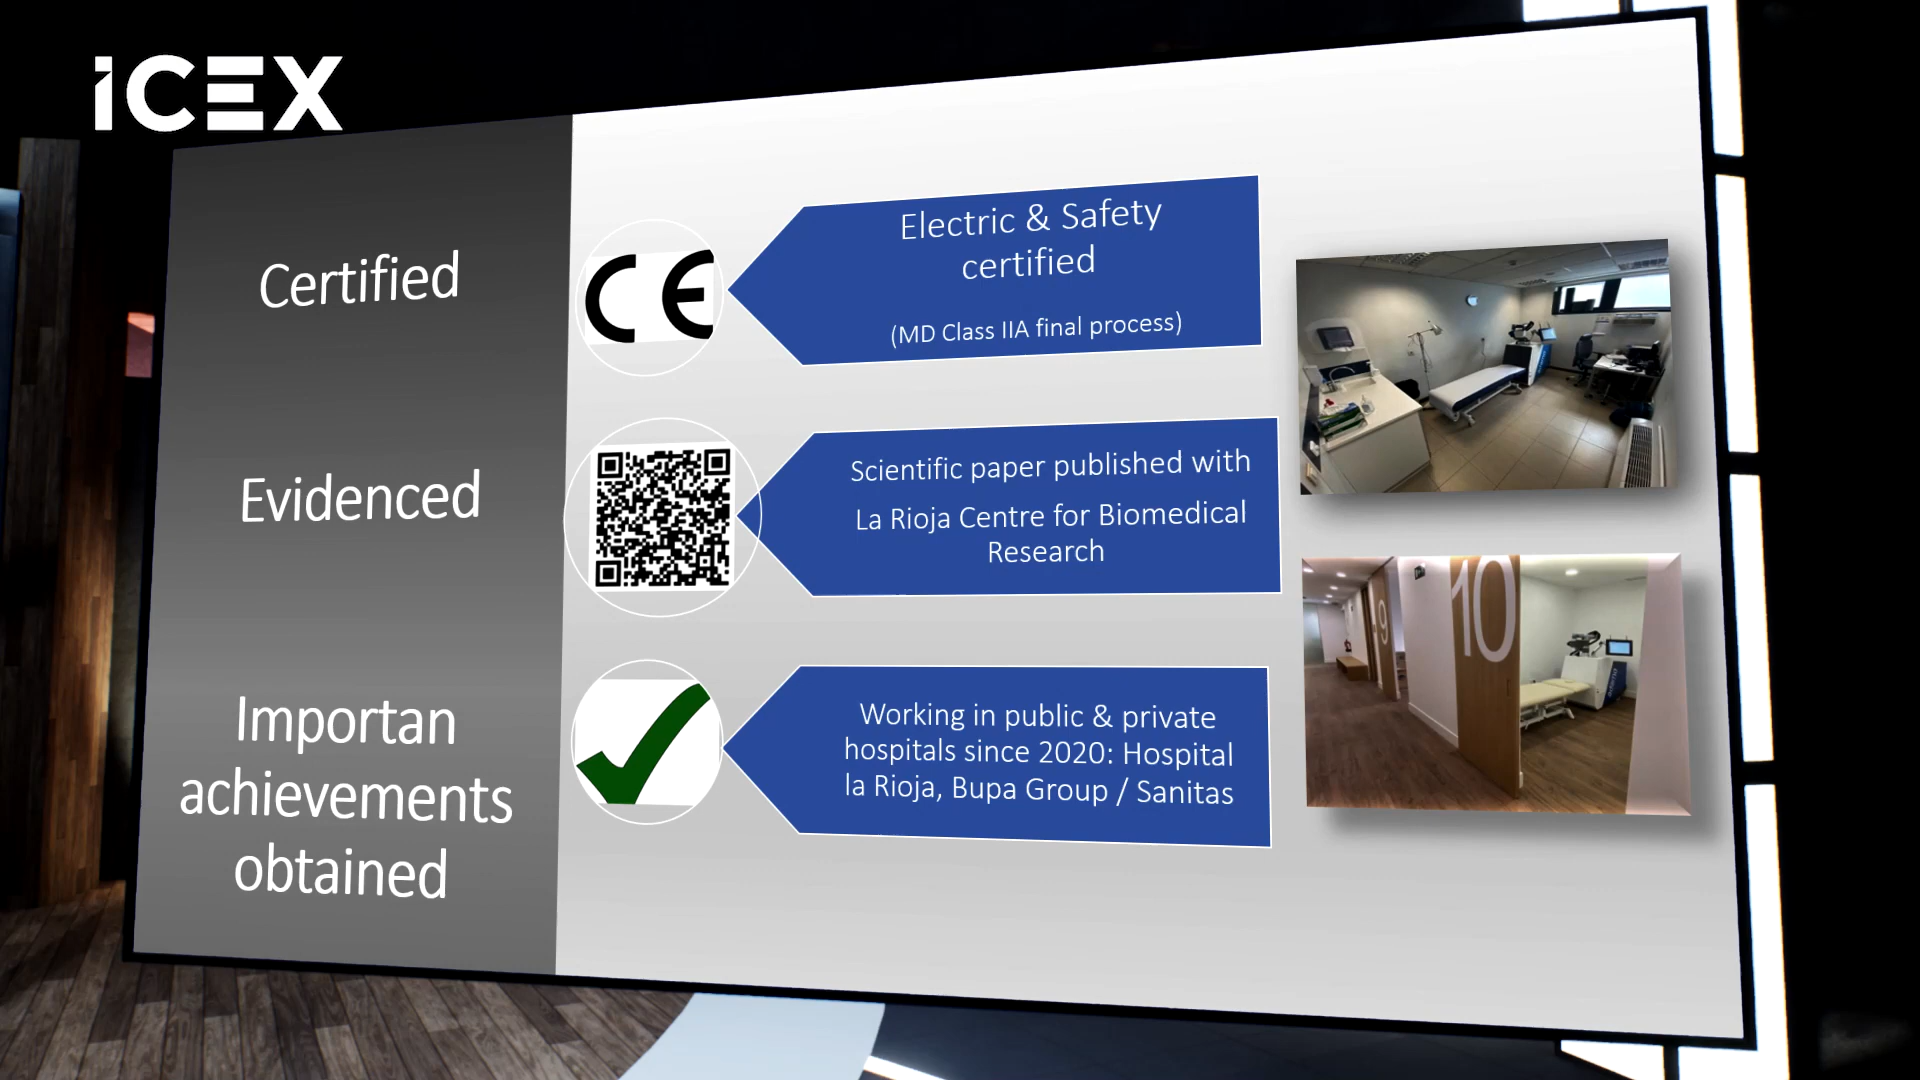 iCEX
Certified
CE
Electric & Safety
certified
(MD Class IIA final process)
Evidenced
Scientific paper published with
La Rioja Centre for Biomedical
Research
Importan
achievements
obtained
Working in public & private
hospitals since 2020: Hospital
la Rioja, Bupa Group / Sanitas
9
10